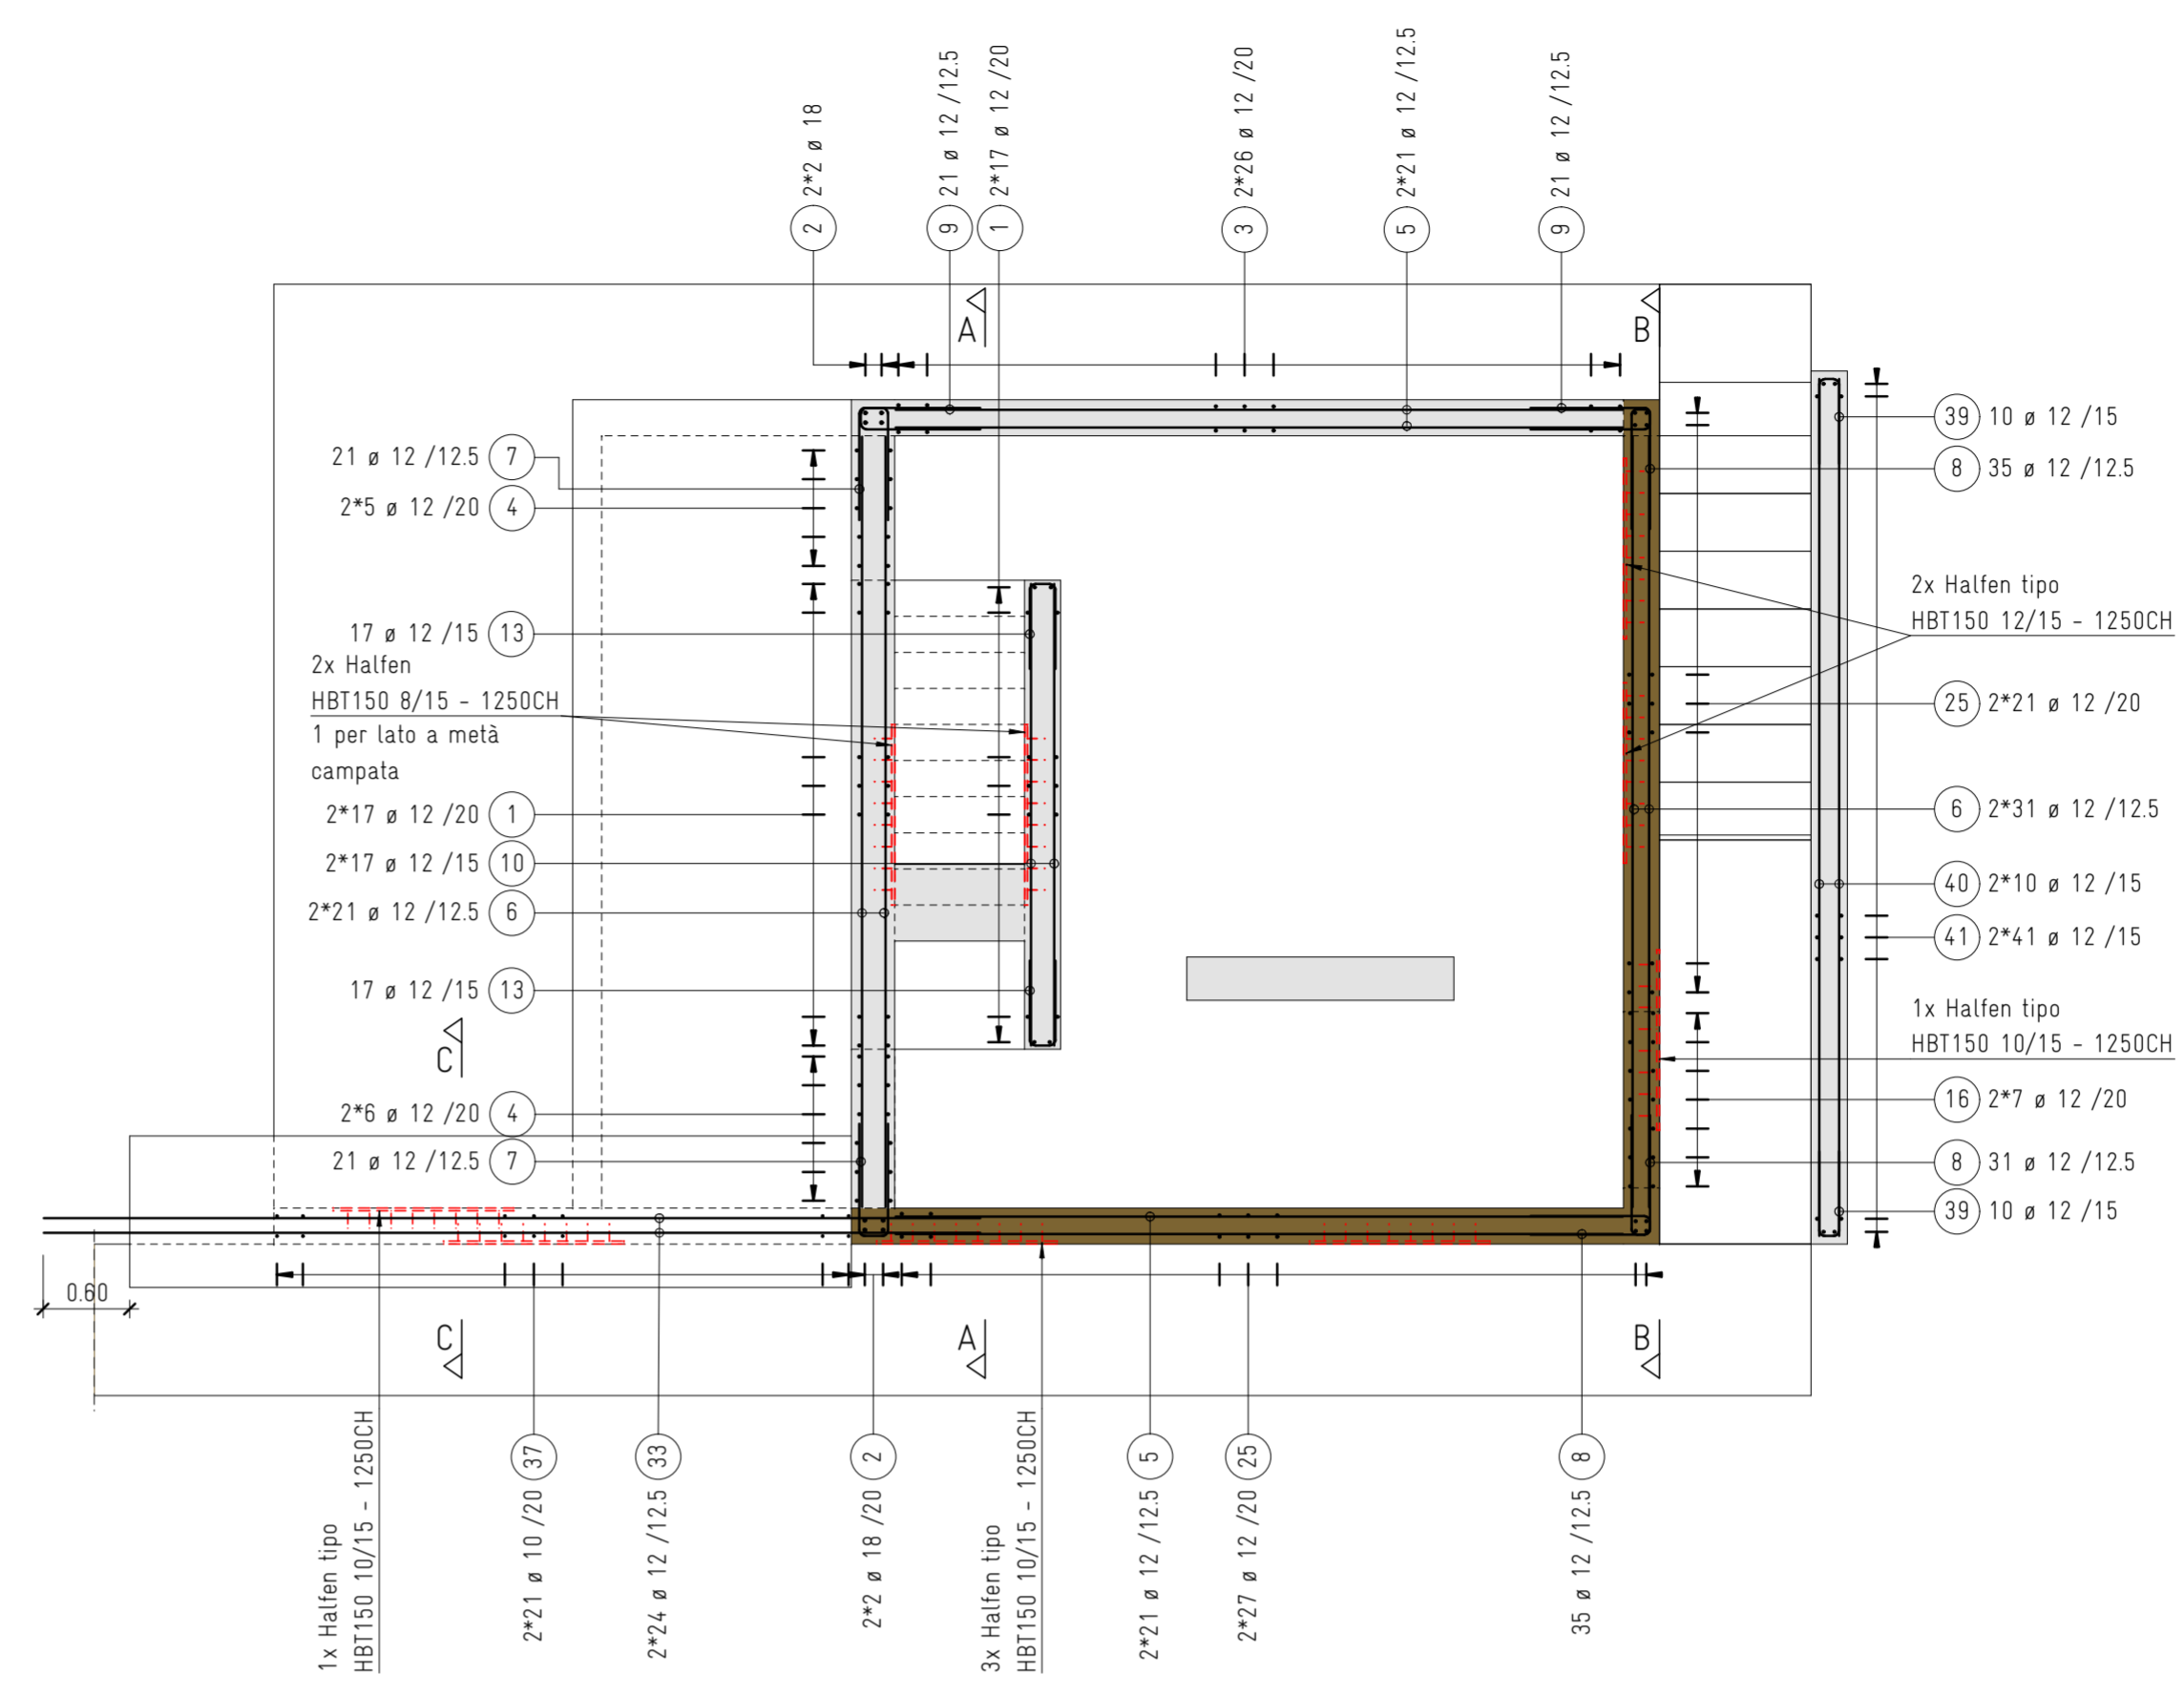 2 2*2 ø 18
9 21 ø 12 /12.5
1 2*17 ø 12 /20
3 2*26 ø 12 /20
5 2*21 ø 12 /12.5
9 21 ø 12 /12.5
A
B
21 ø 12 /12.5 7
2*5 ø 12 /20 4
17 ø 12 /15 13
2x Halfen
HBT150 8/15 - 1250CH
1 per lato a metà
campata
2*17 ø 12 /20 1
2*17 ø 12 /15 10
2*21 ø 12 /12.5 6
17 ø 12 /15 13
C
2*6 ø 12 /20 4
21 ø 12 /12.5 7
39 10 ø 12 /15
8 35 ø 12 /12.5
2x Halfen tipo
HBT150 12/15 - 1250CH
25 2*21 ø 12 /20
6 2*31 ø 12 /12.5
40 2*10 ø 12 /15
41 2*41 ø 12 /15
1x Halfen tipo
HBT150 10/15 - 1250CH
16 2*7 ø 12 /20
8 31 ø 12 /12.5
39 10 ø 12 /15
0.60
C
A
B
1x Halfen tipo
HBT150 10/15 - 1250CH
2*21 ø 10 /20 37
2*24 ø 12 /12.5 33
2*2 ø 18 /20 2
3x Halfen tipo
HBT150 10/15 - 1250CH
2*21 ø 12 /12.5 5
2*27 ø 12 /20 25
35 ø 12 /12.5 8